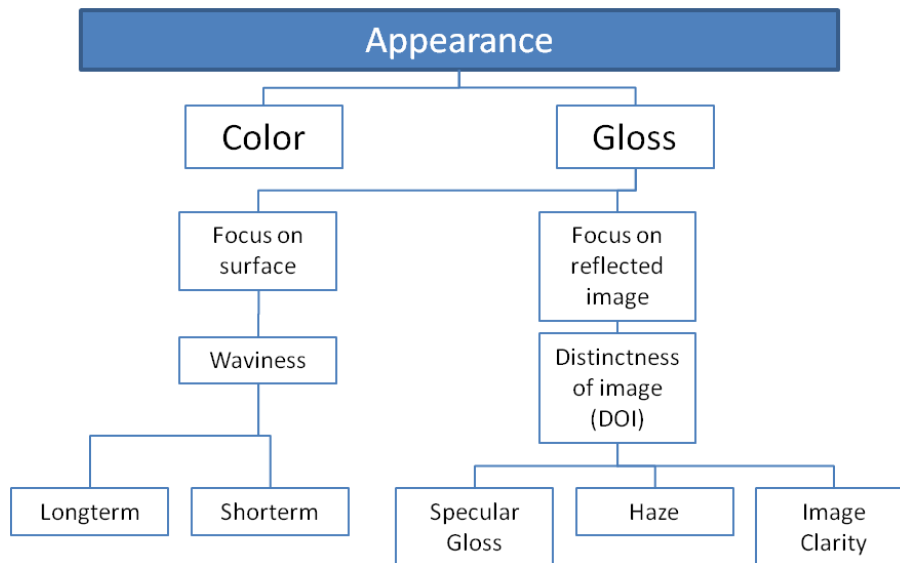 Appearance
Color
Gloss
Focus on
surface
Focus on
reflected
image
Waviness
Distinctness
of image
(DOI)
Longterm
Shorterm
Specular
Gloss
Haze
Image
Clarity